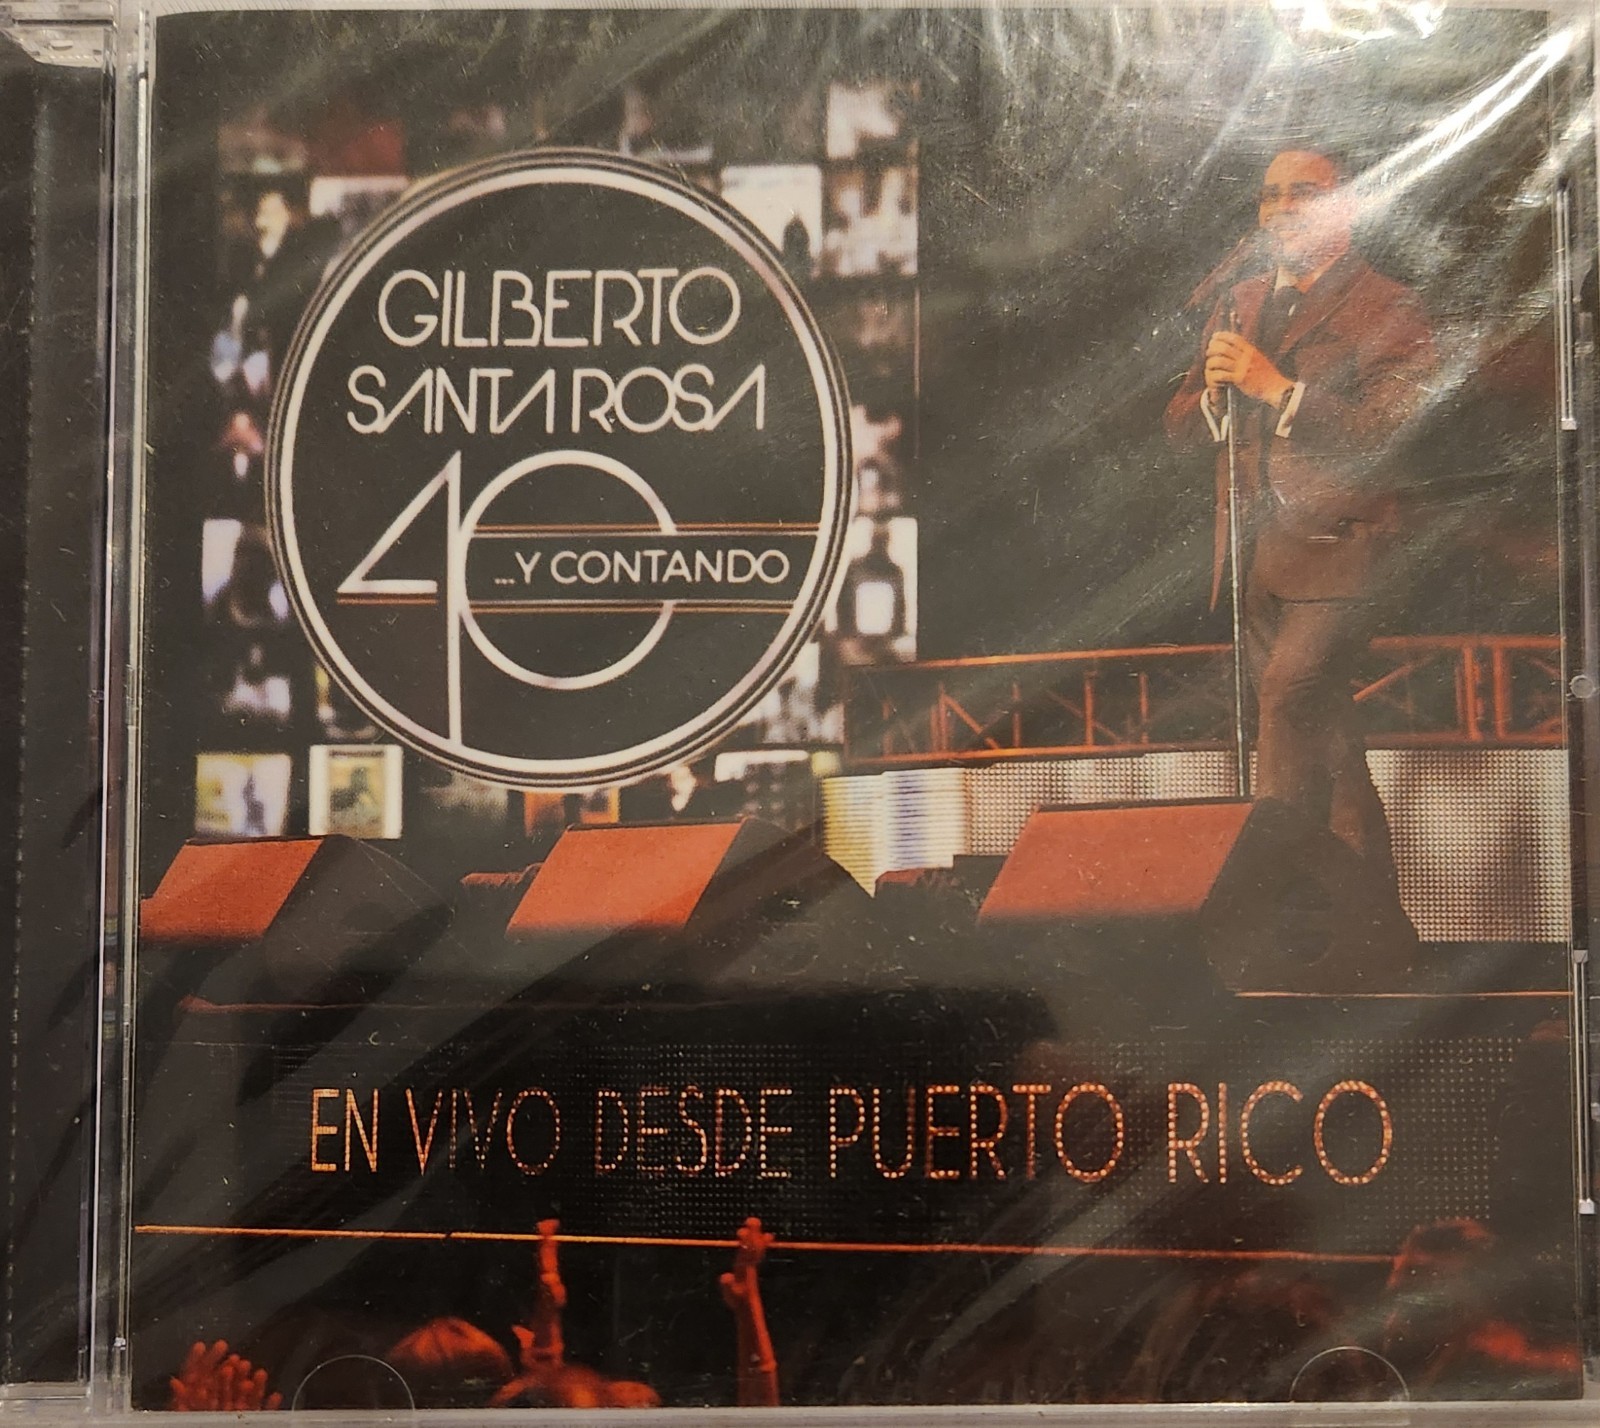 GILBERTO
SANTA ROSA
40
...Y CONTANDO
EN VIVO DESDE PUERTO RICO